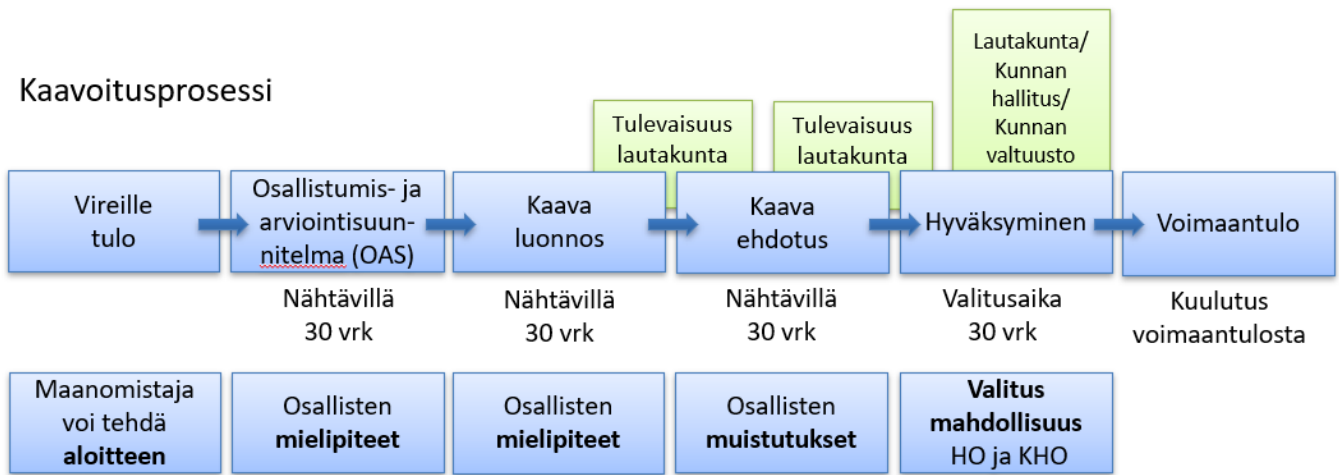 Kaavoitusprosessi
Tulevaisuus
lautakunta
Tulevaisuus
lautakunta
Lautakunta/
Kunnan
hallitus/
Kunnan
valtuusto
Vireille
tulo
Osallistumis- ja
arviointisuun-
nitelma (OAS)
Kaava
luonnos
Kaava
ehdotus
Hyväksyminen
Voimaantulo
Nähtävillä
30 vrk
Nähtävillä
30 vrk
Nähtävillä
30 vrk
Valitusaika
30 vrk
Kuulutus
voimaantulosta
Maanomistaja
voi tehdä
aloitteen
Osallisten
mielipiteet
Osallisten
mielipiteet
Osallisten
muistutukset
Valitus
mahdollisuus
HO ja KHO